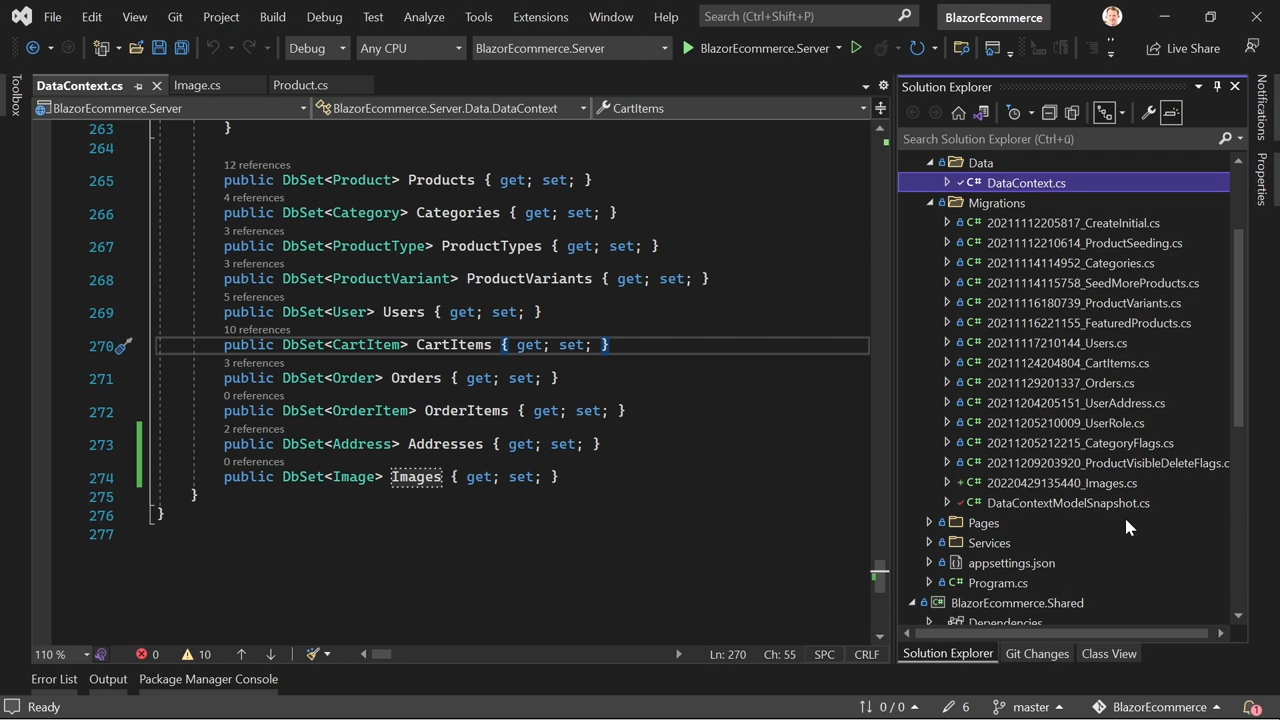 File Edit View Git Project Build Debug Test Analyze Tools Extensions Window Help Search (Ctrl+Shift+P) BlazorEcommerce
Debug Any CPU BlazorEcommerce.Server BlazorEcommerce.Server Live Share
Toolbox
DataContext.cs Image.cs Product.cs
BlazorEcommerce.Server BlazorEcommerce.Server.Data.DataContext CartItems
263 }
264
12 references
265 public DbSet<Product> Products { get; set; }
4 references
266 public DbSet<Category> Categories { get; set; }
3 references
267 public DbSet<ProductType> ProductTypes { get; set; }
3 references
268 public DbSet<ProductVariant> ProductVariants { get; set; }
5 references
269 public DbSet<User> Users { get; set; }
10 references
270 public DbSet<CartItem> CartItems { get; set; }
3 references
271 public DbSet<Order> Orders { get; set; }
0 references
272 public DbSet<OrderItem> OrderItems { get; set; }
2 references
273 public DbSet<Address> Addresses { get; set; }
0 references
274 public DbSet<Image> Images { get; set; }
275 }
276 }
277
110 % 0 10 Ln: 270 Ch: 55 SPC CRLF
Solution Explorer
Search Solution Explorer (Ctrl+ü)
Data
C# DataContext.cs
Migrations
C# 20211112205817_CreateInitial.cs
C# 20211112210614_ProductSeeding.cs
C# 20211114114952_Categories.cs
C# 20211114115758_SeedMoreProducts.cs
C# 20211116180739_ProductVariants.cs
C# 20211116221155_FeaturedProducts.cs
C# 20211117210144_Users.cs
C# 20211124204804_CartItems.cs
C# 20211129201337_Orders.cs
C# 20211204205151_UserAddress.cs
C# 20211205210009_UserRole.cs
C# 20211205212215_CategoryFlags.cs
C# 20211209203920_ProductVisibleDeleteFlags.c
C# 20220429135440_Images.cs
C# DataContextModelSnapshot.cs
Pages
Services
appsettings.json
C# Program.cs
C# BlazorEcommerce.Shared
Dependencies
Solution Explorer Git Changes Class View
Notifications
Properties
Error List Output Package Manager Console
Ready 0 / 0 6 master BlazorEcommerce 1